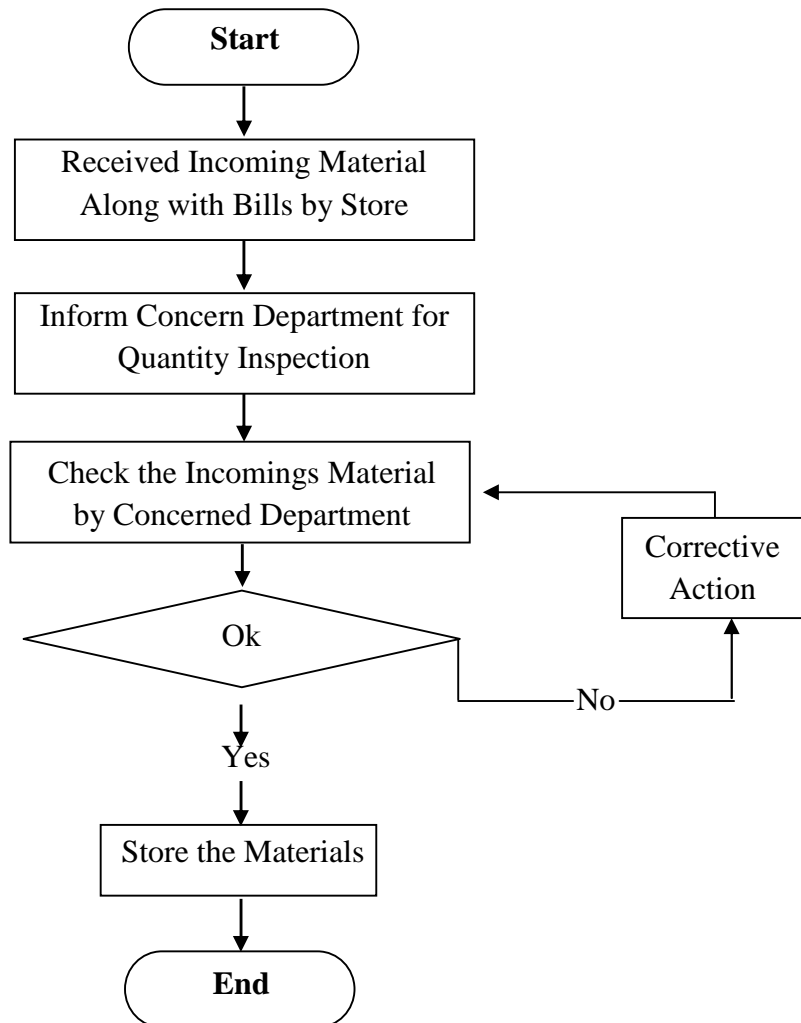 Start
Received Incoming Material
Along with Bills by Store
Inform Concern Department for
Quantity Inspection
Check the Incomings Material
by Concerned Department
Corrective
Action
Ok
No
Yes
Store the Materials
End